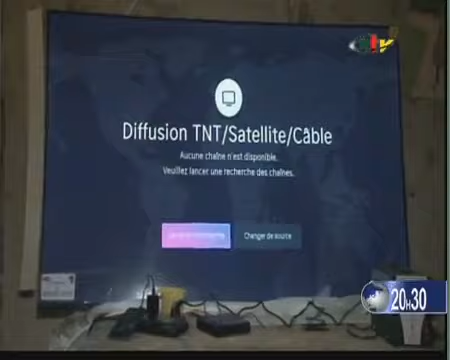 Diffusion TNT/Satellite/Câble
Aucune chaîne n'est disponible.
Veuillez lancer une recherche des chaînes.
Changer de source
20H30